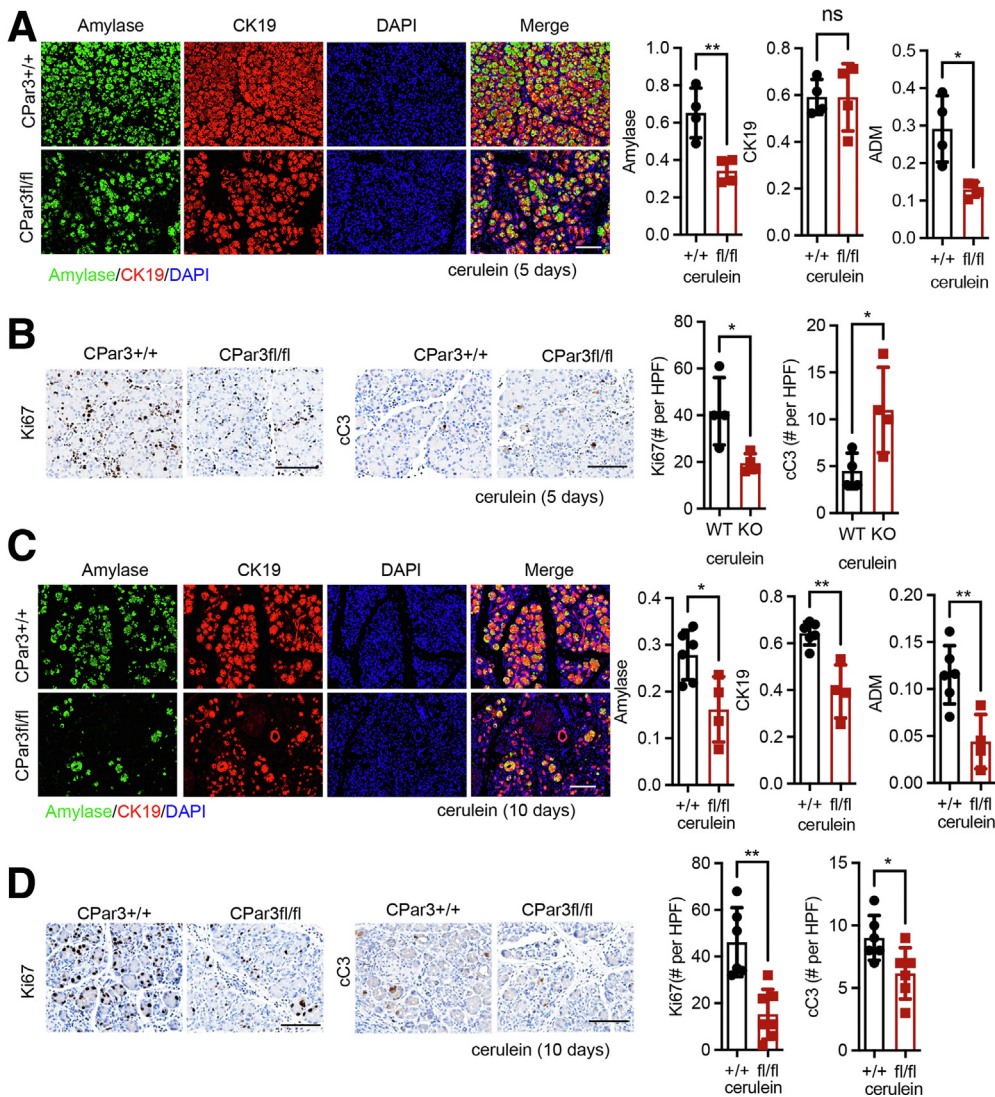 A
Amylase CK19 DAPI Merge
CPar3+/+
CPar3fl/fl
Amylase/CK19/DAPI
cerulein (5 days)
Amylase
1.0
0.8
0.6
0.4
0.2
0.0
**
+/+ fl/fl
cerulein
CK19
0.8
0.6
0.4
0.2
0.0
ns
+/+ fl/fl
cerulein
ADM
0.5
0.4
0.3
0.2
0.1
0.0
*
+/+ fl/fl
cerulein
B
CPar3+/+ CPar3fl/fl
Ki67
CPar3+/+ CPar3fl/fl
cC3
cerulein (5 days)
Ki67(# per HPF)
80
60
40
20
0
*
WT KO
cerulein
cC3 (# per HPF)
20
15
10
5
0
*
WT KO
cerulein
C
Amylase CK19 DAPI Merge
CPar3+/+
CPar3fl/fl
Amylase/CK19/DAPI
cerulein (10 days)
Amylase
0.4
0.3
0.2
0.1
0.0
*
+/+ fl/fl
cerulein
CK19
0.8
0.6
0.4
0.2
0.0
**
+/+ fl/fl
cerulein
ADM
0.20
0.15
0.10
0.05
0.00
**
+/+ fl/fl
cerulein
D
CPar3+/+ CPar3fl/fl
Ki67
CPar3+/+ CPar3fl/fl
cC3
cerulein (10 days)
Ki67(# per HPF)
80
60
40
20
0
**
+/+ fl/fl
cerulein
cC3 (# per HPF)
15
10
5
0
*
+/+ fl/fl
cerulein